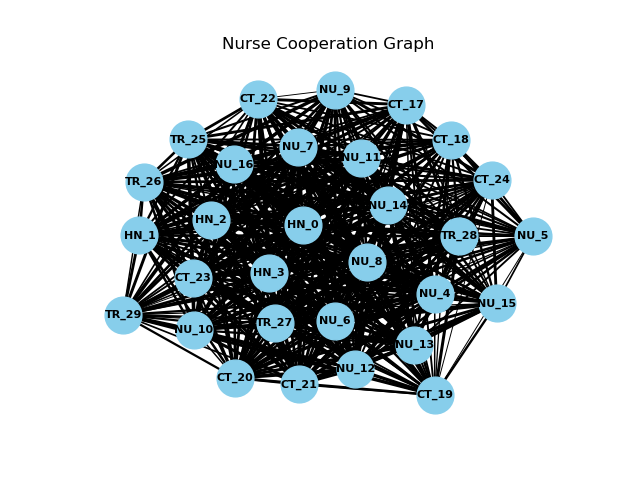 Nurse Cooperation Graph
NU_9
CT_22
CT_17
TR_25
CT_18
NU_7
NU_11
NU_16
TR_26
CT_24
NU_14
HN_2
HN_0
HN_1
TR_28
NU_5
NU_8
HN_3
CT_23
NU_4
NU_15
TR_29
NU_6
TR_27
NU_10
NU_13
NU_12
CT_20
CT_21
CT_19